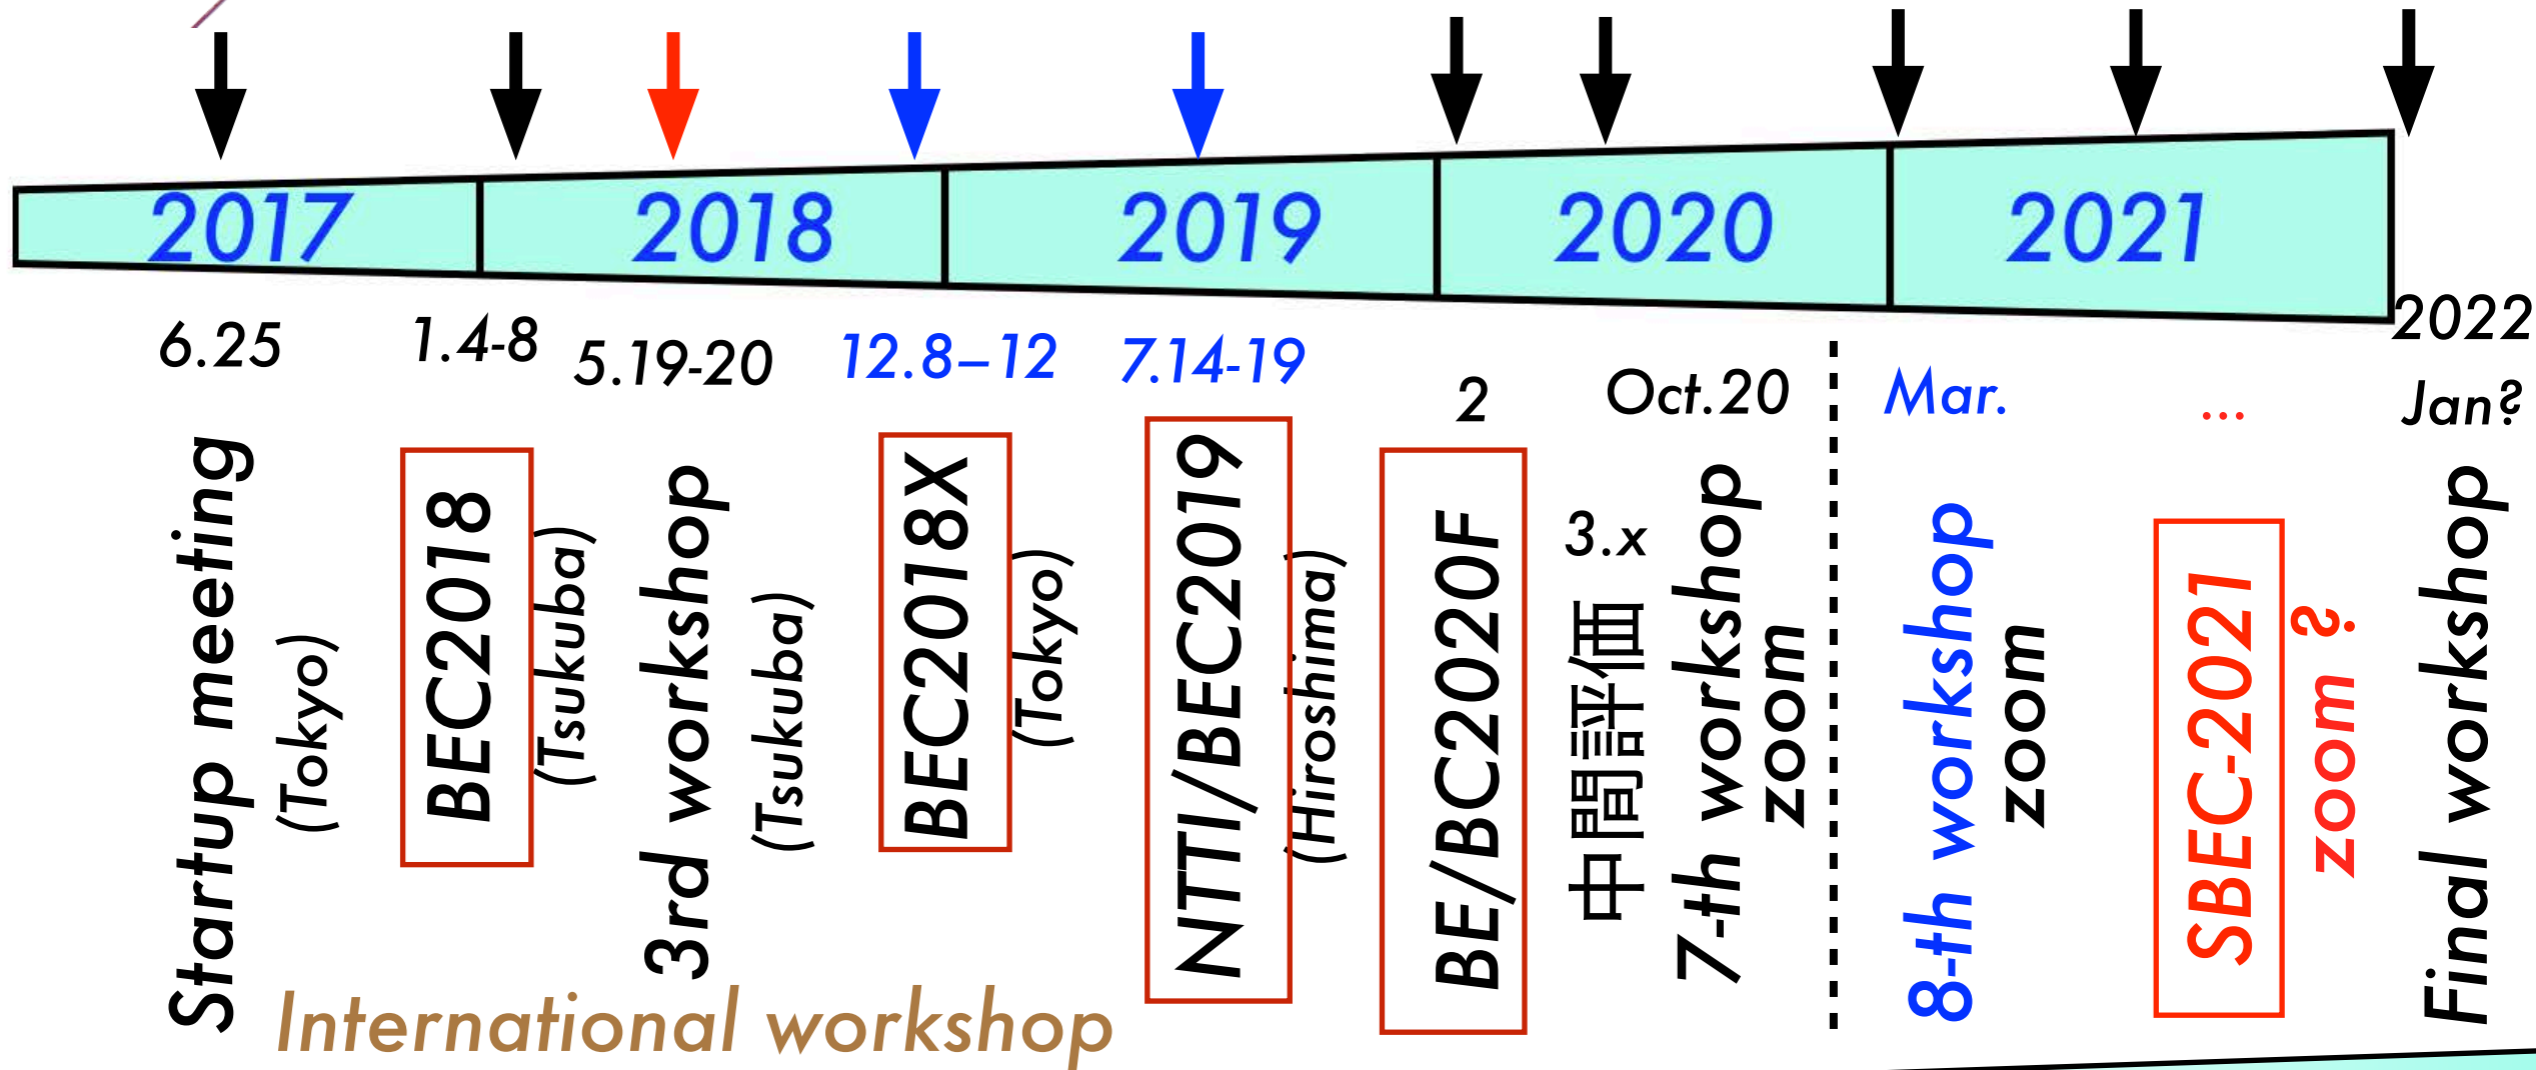 2017
2018
2019
2020
2021
2022
6.25
1.4-8
5.19-20
12.8–12
7.14-19
2
Oct.20
Mar.
...
Jan?
Startup meeting
(Tokyo)
BEC2018
(Tsukuba)
3rd workshop
(Tsukuba)
BEC2018X
(Tokyo)
NTTI/BEC2019
(Hiroshima)
BE/BC2020F
3.x
中間評価
7-th workshop
zoom
8-th workshop
zoom
SBEC-2021
zoom ?
Final workshop
International workshop